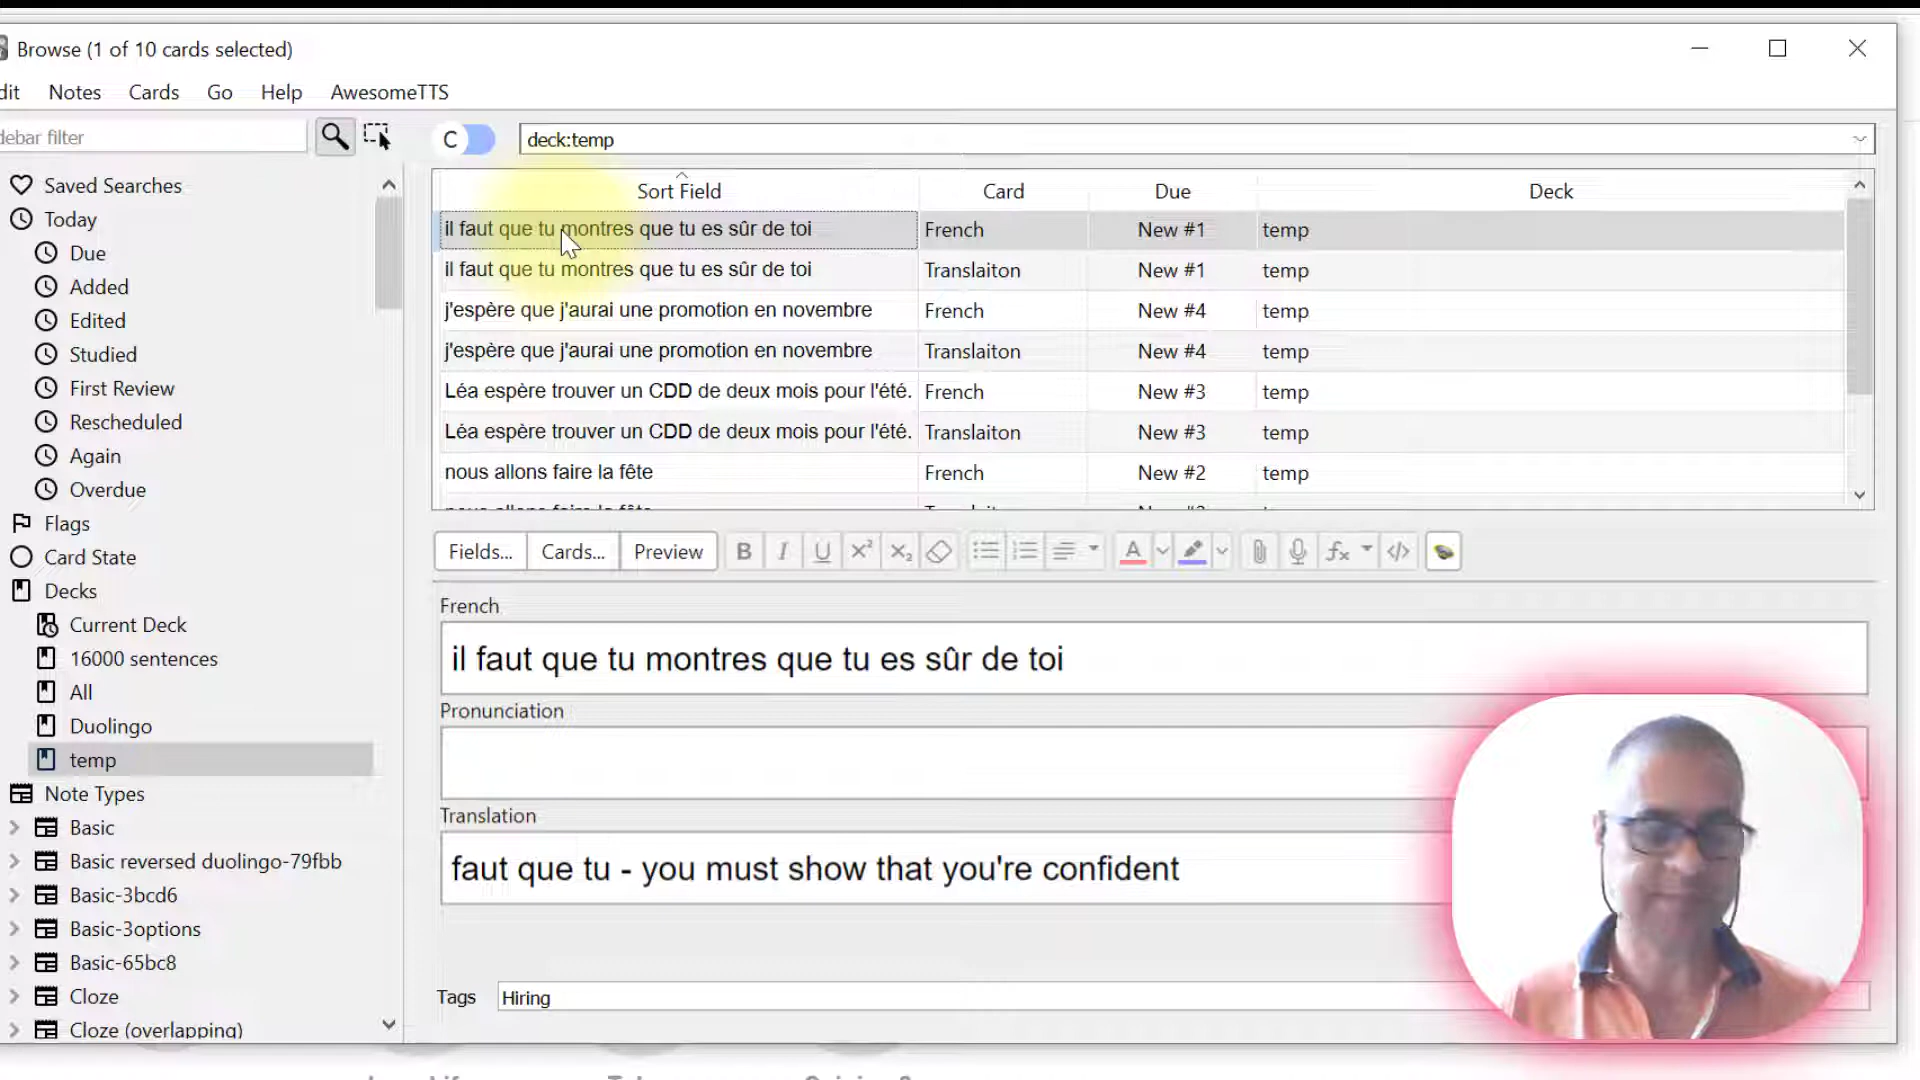 Browse (1 of 10 cards selected)
dit Notes Cards Go Help AwesomeTTS
debar filter
C deck:temp
Saved Searches
Today
Due
Added
Edited
Studied
First Review
Rescheduled
Again
Overdue
Flags
Card State
Decks
Current Deck
16000 sentences
All
Duolingo
temp
Note Types
Basic
Basic reversed duolingo-79fbb
Basic-3bcd6
Basic-3options
Basic-65bc8
Cloze
Cloze (overlapping)
Sort Field Card Due Deck
il faut que tu montres que tu es sûr de toi French New #1 temp
il faut que tu montres que tu es sûr de toi Translaiton New #1 temp
j'espère que j'aurai une promotion en novembre French New #4 temp
j'espère que j'aurai une promotion en novembre Translaiton New #4 temp
Léa espère trouver un CDD de deux mois pour l'été. French New #3 temp
Léa espère trouver un CDD de deux mois pour l'été. Translaiton New #3 temp
nous allons faire la fête French New #2 temp
Fields... Cards... Preview B I U x² x₂ A fx </>
French
il faut que tu montres que tu es sûr de toi
Pronunciation
Translation
faut que tu - you must show that you're confident
Tags Hiring